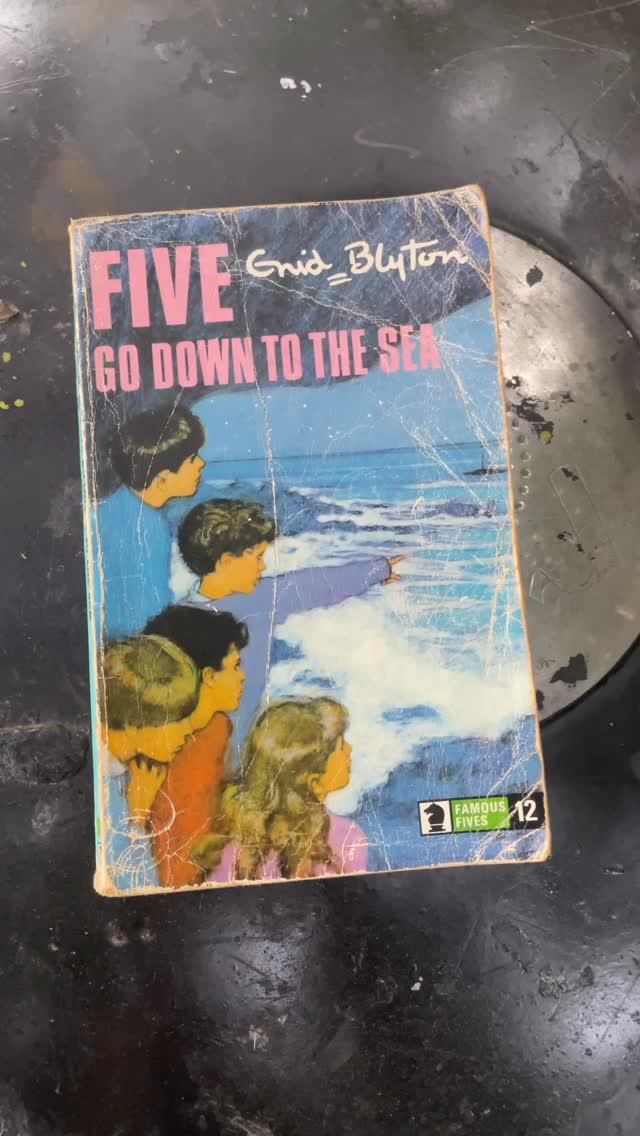 FIVE
Enid Blyton
GO DOWN TO THE SEA
FAMOUS
FIVES
12